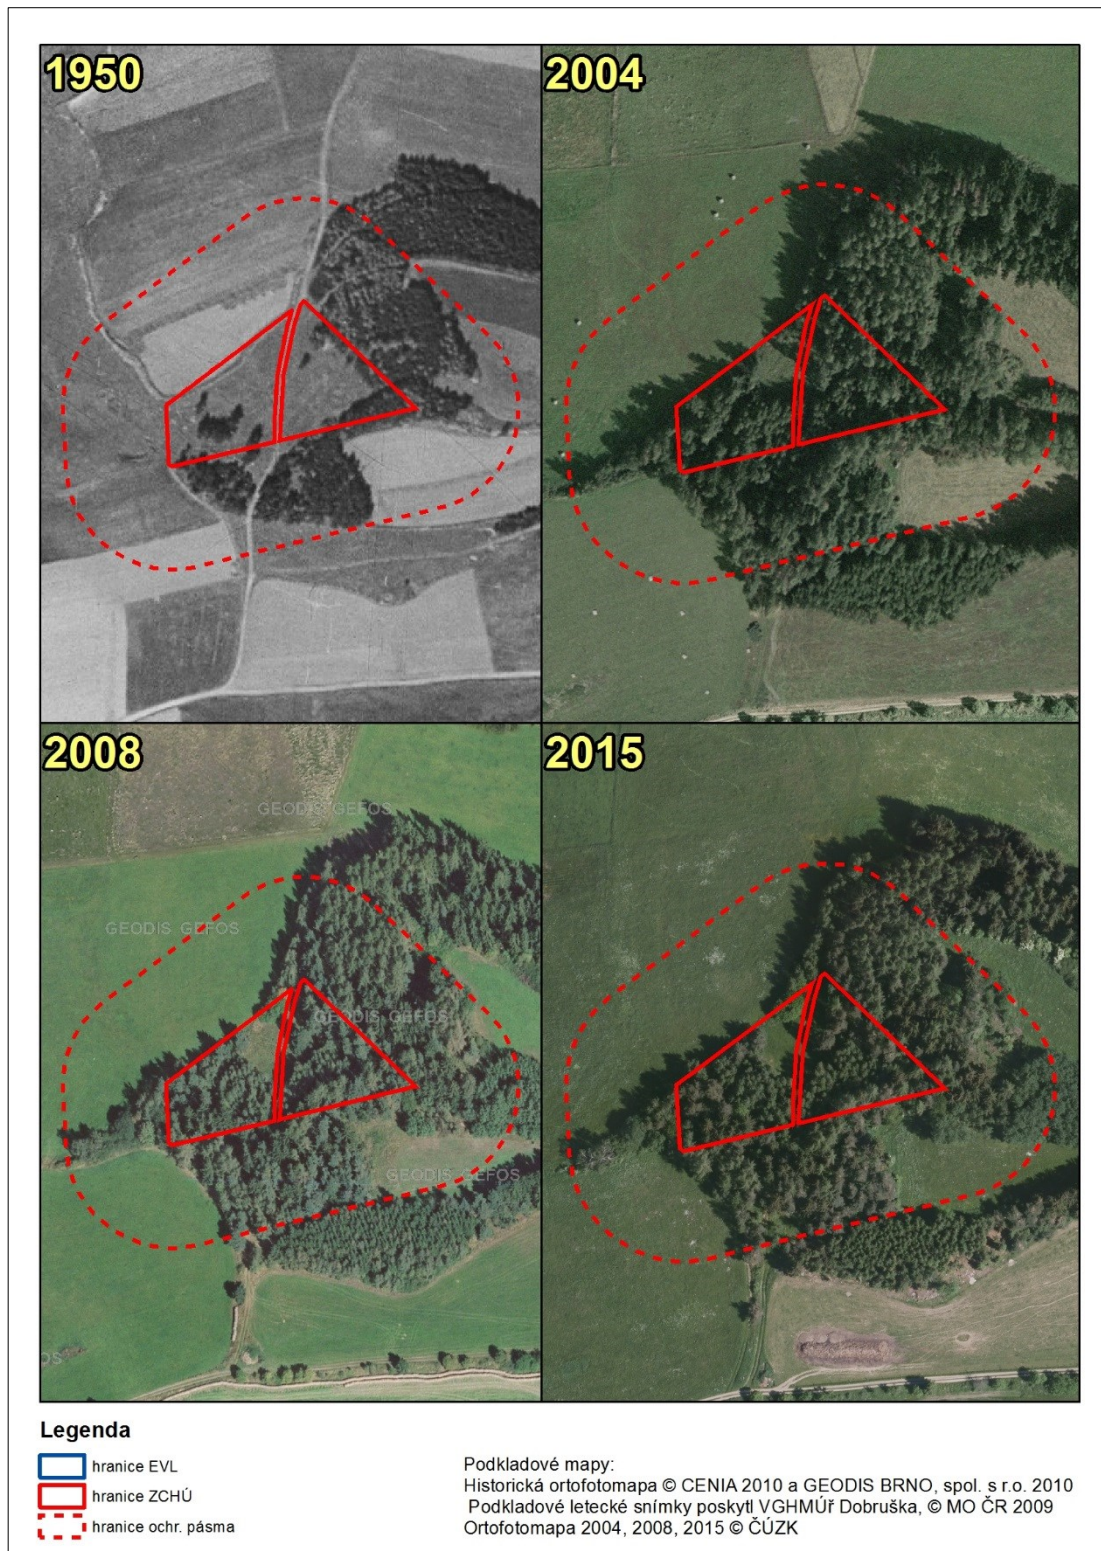 1950
2004
2008
2015
GEODIS GEFOS
GEODIS GEFOS
GEODIS GEFOS
GEODIS GEFOS
OS
Legenda
hranice EVL
hranice ZCHÚ
hranice ochr. pásma
Podkladové mapy:
Historická ortofotomapa © CENIA 2010 a GEODIS BRNO, spol. s r.o. 2010
Podkladové letecké snímky poskytl VGHMÚř Dobruška, © MO ČR 2009
Ortofotomapa 2004, 2008, 2015 © ČÚZK